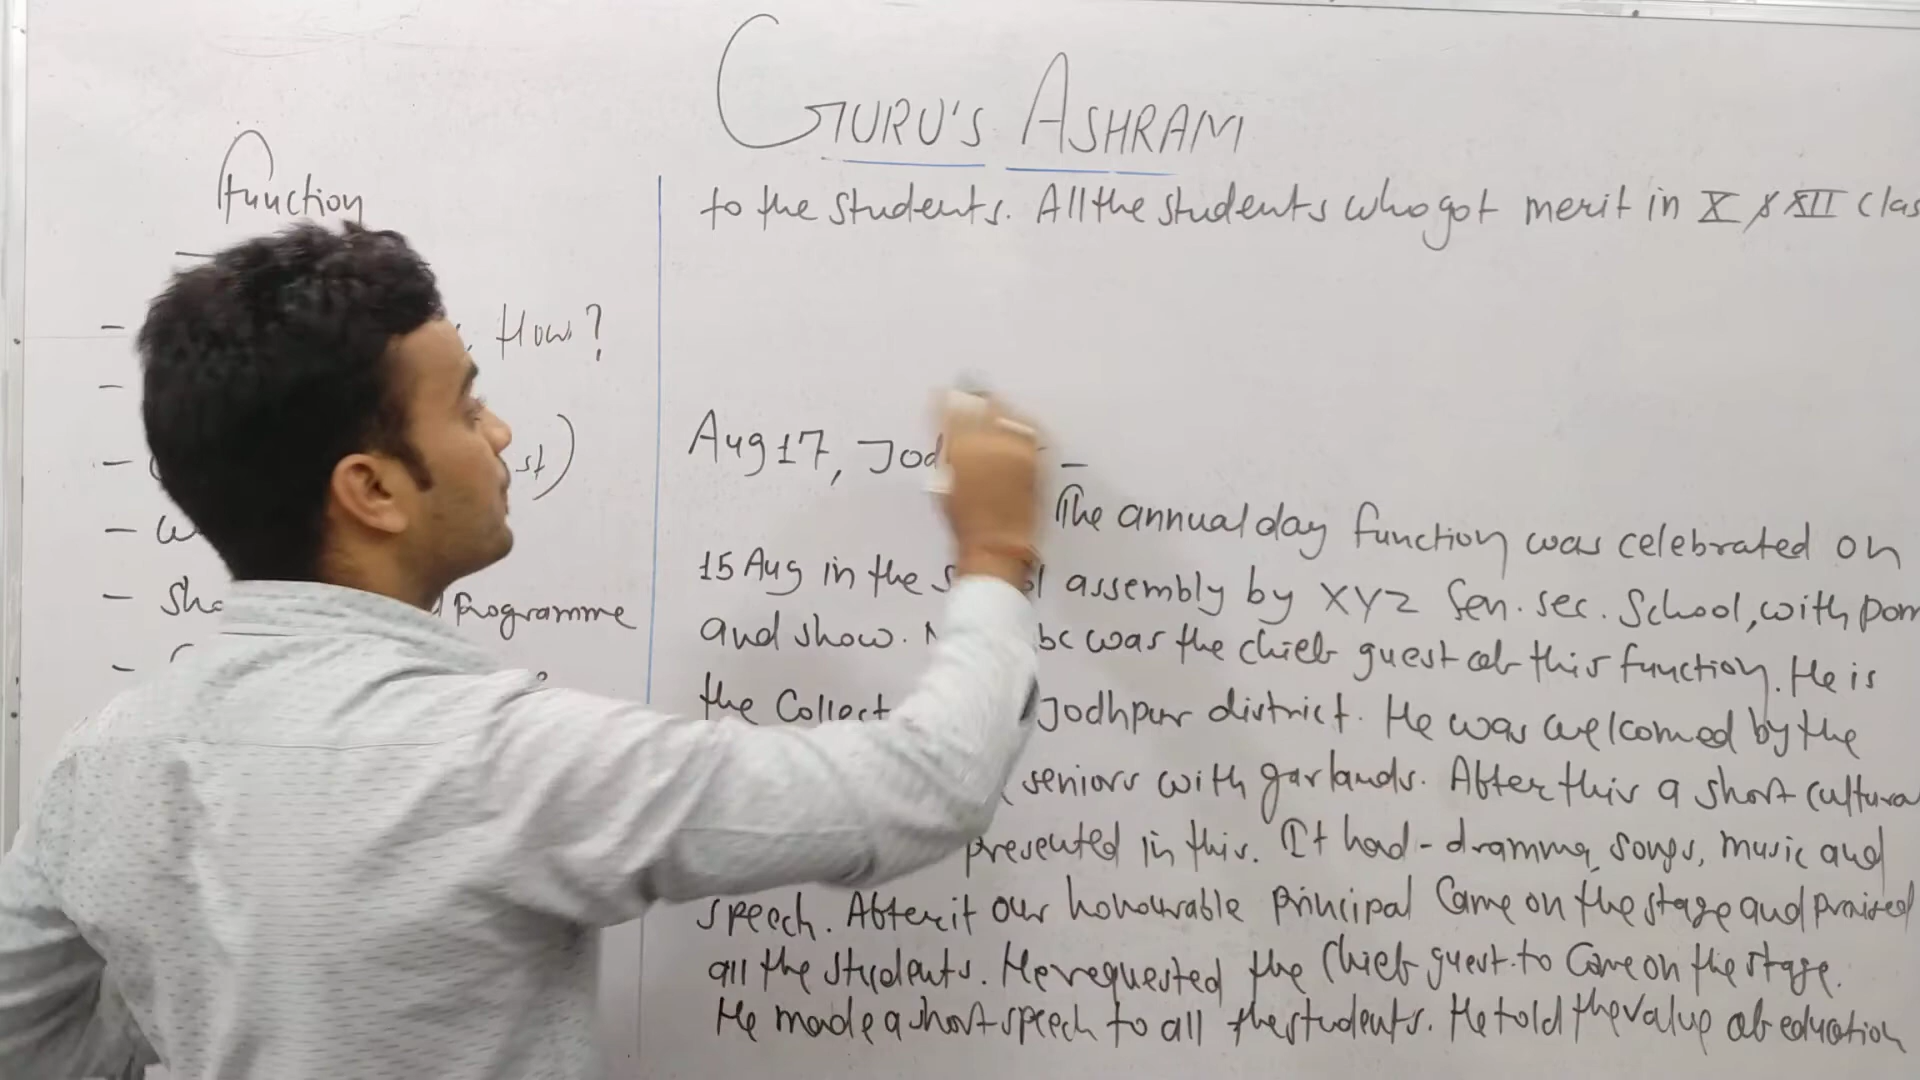 GURU'S ASHRAM
function
How?
st)
programme
to the students. All the students who got merit in X & XII clas
Aug 17, Jod -
The annual day function was celebrated on
15 Aug in the assembly by XYZ Sen. sec. School, with pom
and show. bc was the chief guest of this function. He is
the Collect Jodhpur district. He was welcomed by the
seniors with garlands. After this a short cultura
presented in this. It had - dramma, songs, music and
speech. After it our honourable principal came on the stage and praised
all the students. He requested the chief guest to come on the stage.
He made a short speech to all the students. He told the value of education